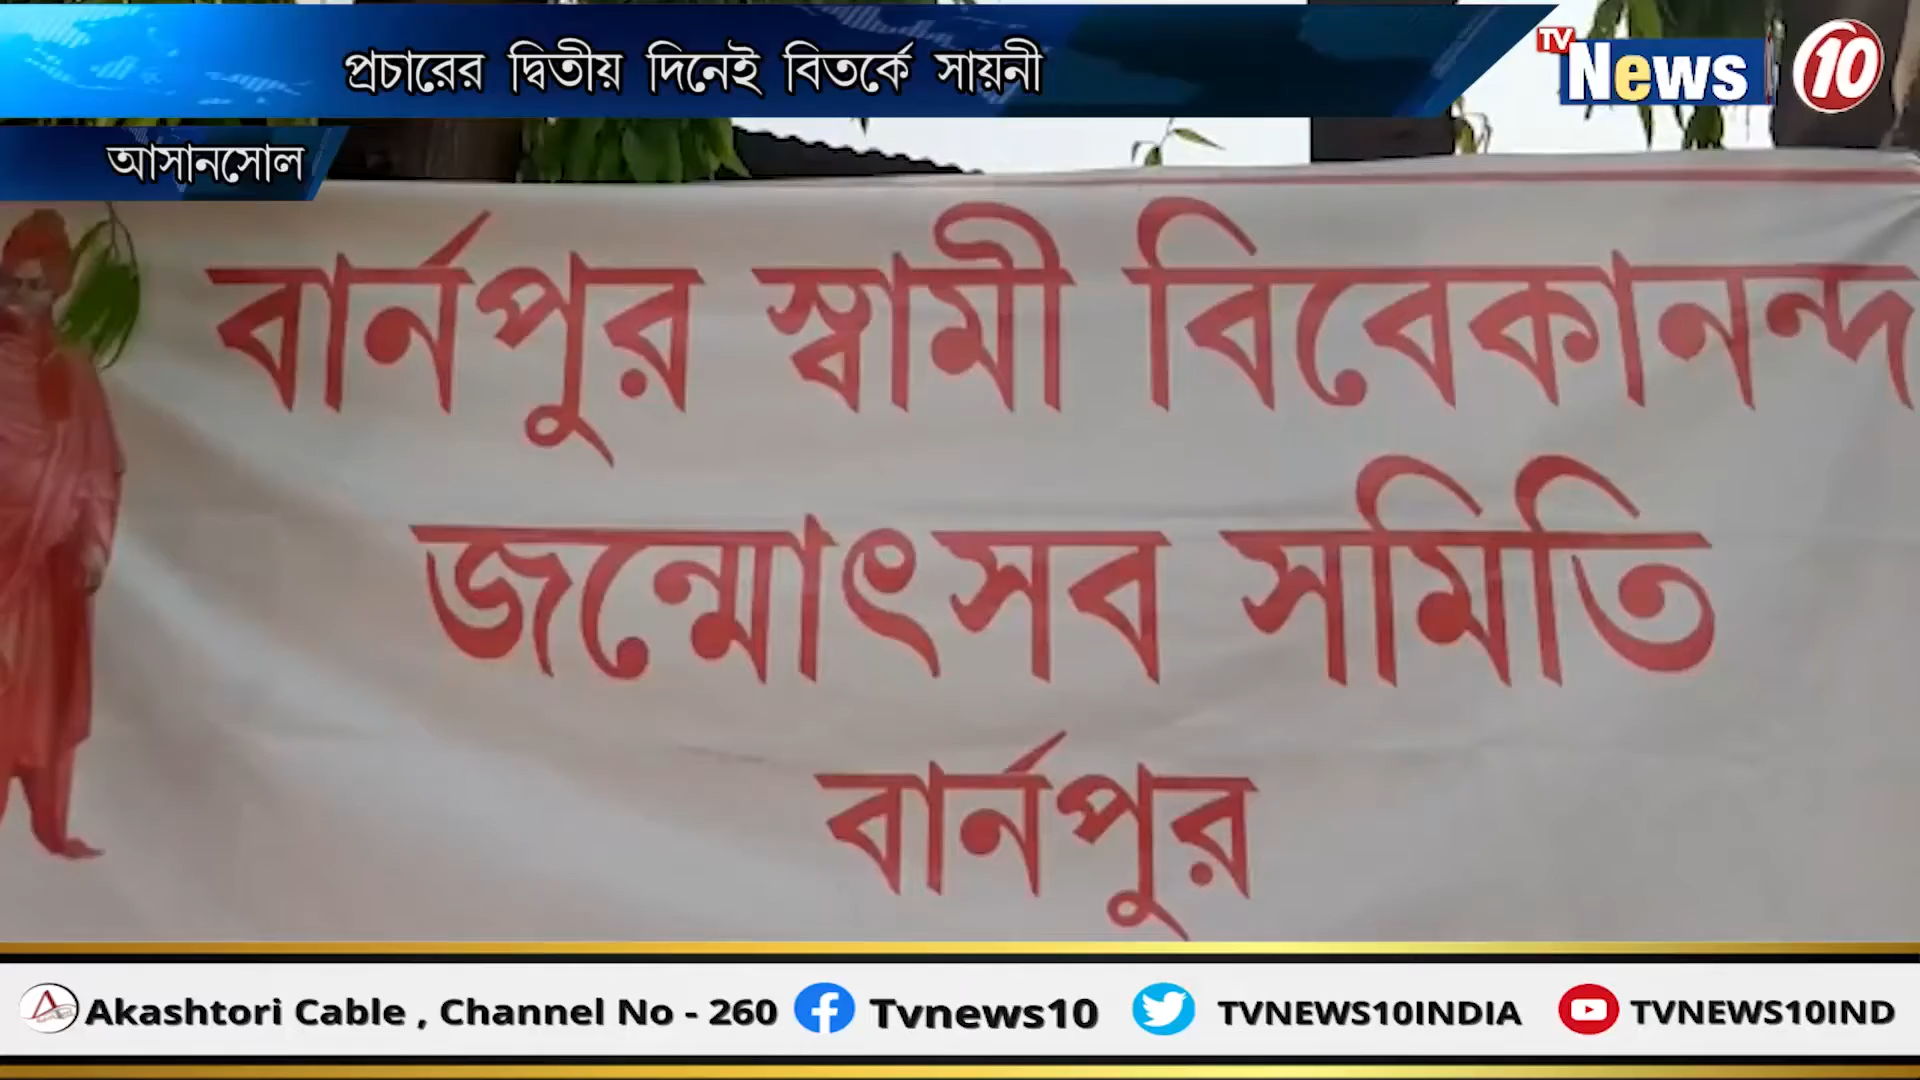 প্রচারের দ্বিতীয় দিনেই বিতর্কে সায়নী
TV News 10
আসানসোল
বার্নপুর স্বামী বিবেকানন্দ
জন্মোৎসব সমিতি
বার্নপুর
Akashtori Cable , Channel No - 260 Tvnews10 TVNEWS10INDIA TVNEWS10IND